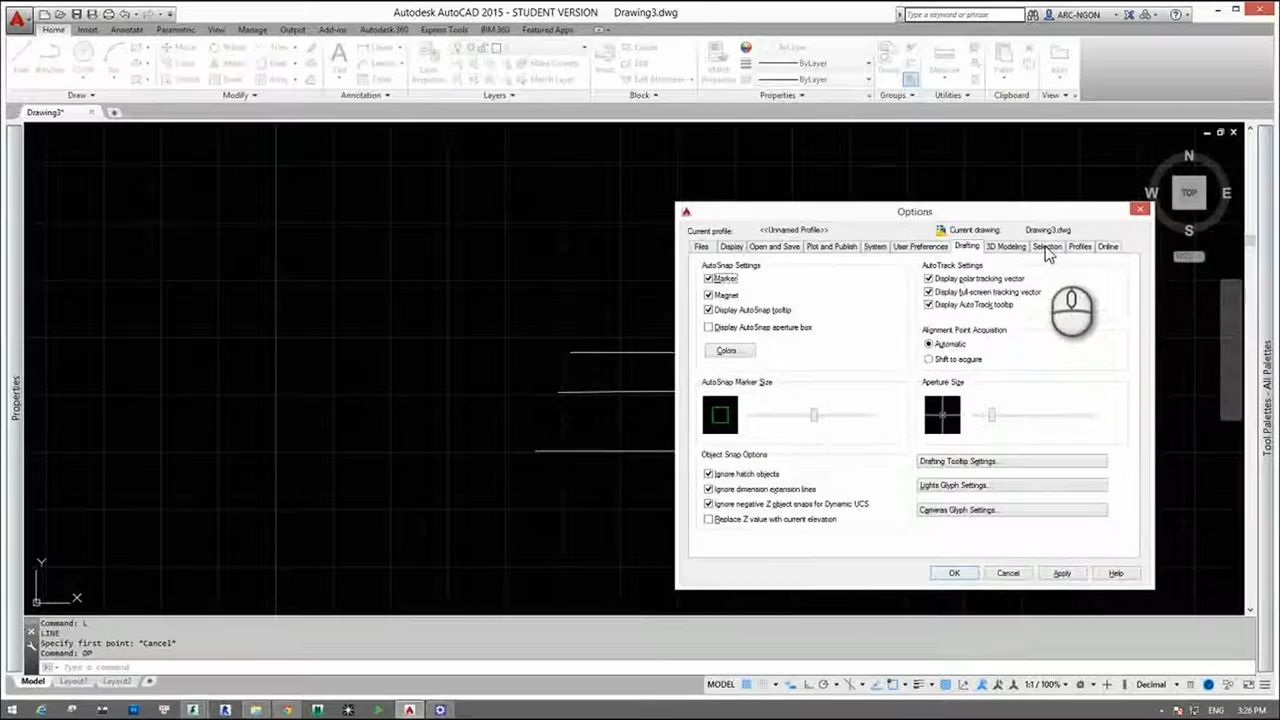 Autodesk AutoCAD 2015 - STUDENT VERSION Drawing3.dwg
Type a keyword or phrase
ARC-NGON
Home Insert Annotate Parametric View Manage Output Add-ins Autodesk 360 Express Tools BIM 360 Featured Apps
ByLayer
ByLayer
Draw Modify Annotation Layers Block Properties Groups Utilities Clipboard View
Drawing3*
N
W TOP E
S
Options
Current profile: <<Unnamed Profile>> Current drawing: Drawing3.dwg
Files Display Open and Save Plot and Publish System User Preferences Drafting 3D Modeling Selection Profiles Online
AutoSnap Settings
Marker
Magnet
Display AutoSnap tooltip
Display AutoSnap aperture box
Colors...
AutoTrack Settings
Display polar tracking vector
Display full-screen tracking vector
Display AutoTrack tooltip
Alignment Point Acquisition
Automatic
Shift to acquire
AutoSnap Marker Size
Aperture Size
Object Snap Options
Ignore hatch objects
Ignore dimension extension lines
Ignore negative Z object snaps for Dynamic UCS
Replace Z value with current elevation
Drafting Tooltip Settings...
Lights Glyph Settings...
Cameras Glyph Settings...
OK Cancel Apply Help
Properties
Tool Palettes - All Palettes
Y
X
Command: L
LINE
Specify first point: *Cancel*
Command: OP
Type a command
Model Layout1 Layout2
MODEL
1:1 / 100%
Decimal
ENG 3:26 PM